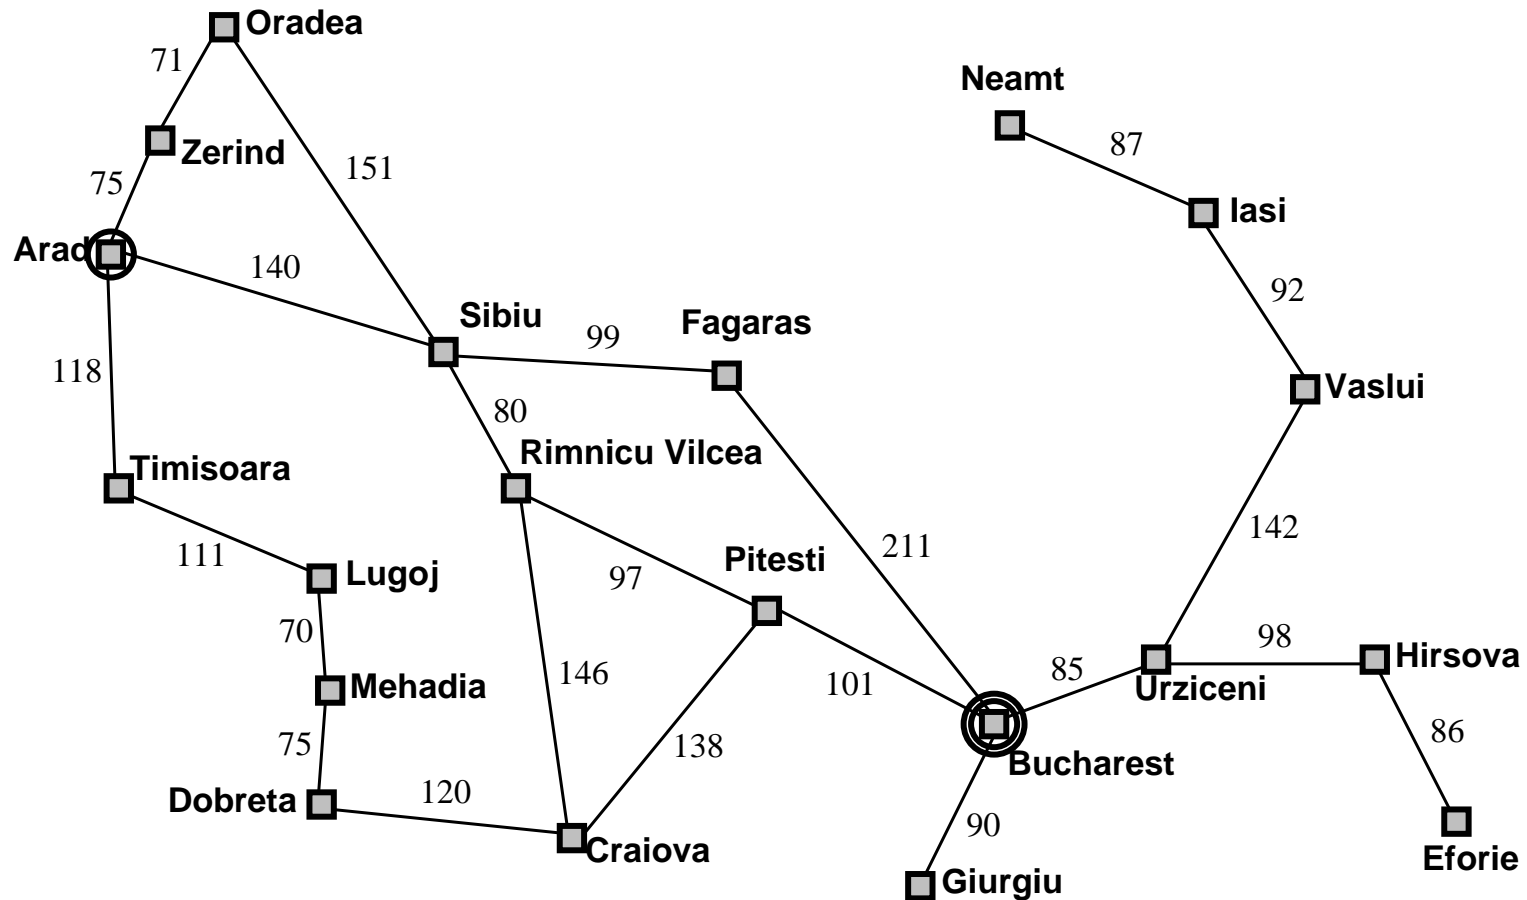 Oradea
71
Neamt
87
Zerind
151
75
Iasi
Arad
140
92
Sibiu
Fagaras
99
118
Vaslui
80
Rimnicu Vilcea
Timisoara
142
211
111
Pitesti
Lugoj
97
70
98
Hirsova
85
Urziceni
146
101
Mehadia
86
75
138
Bucharest
120
Dobreta
90
Craiova
Eforie
Giurgiu